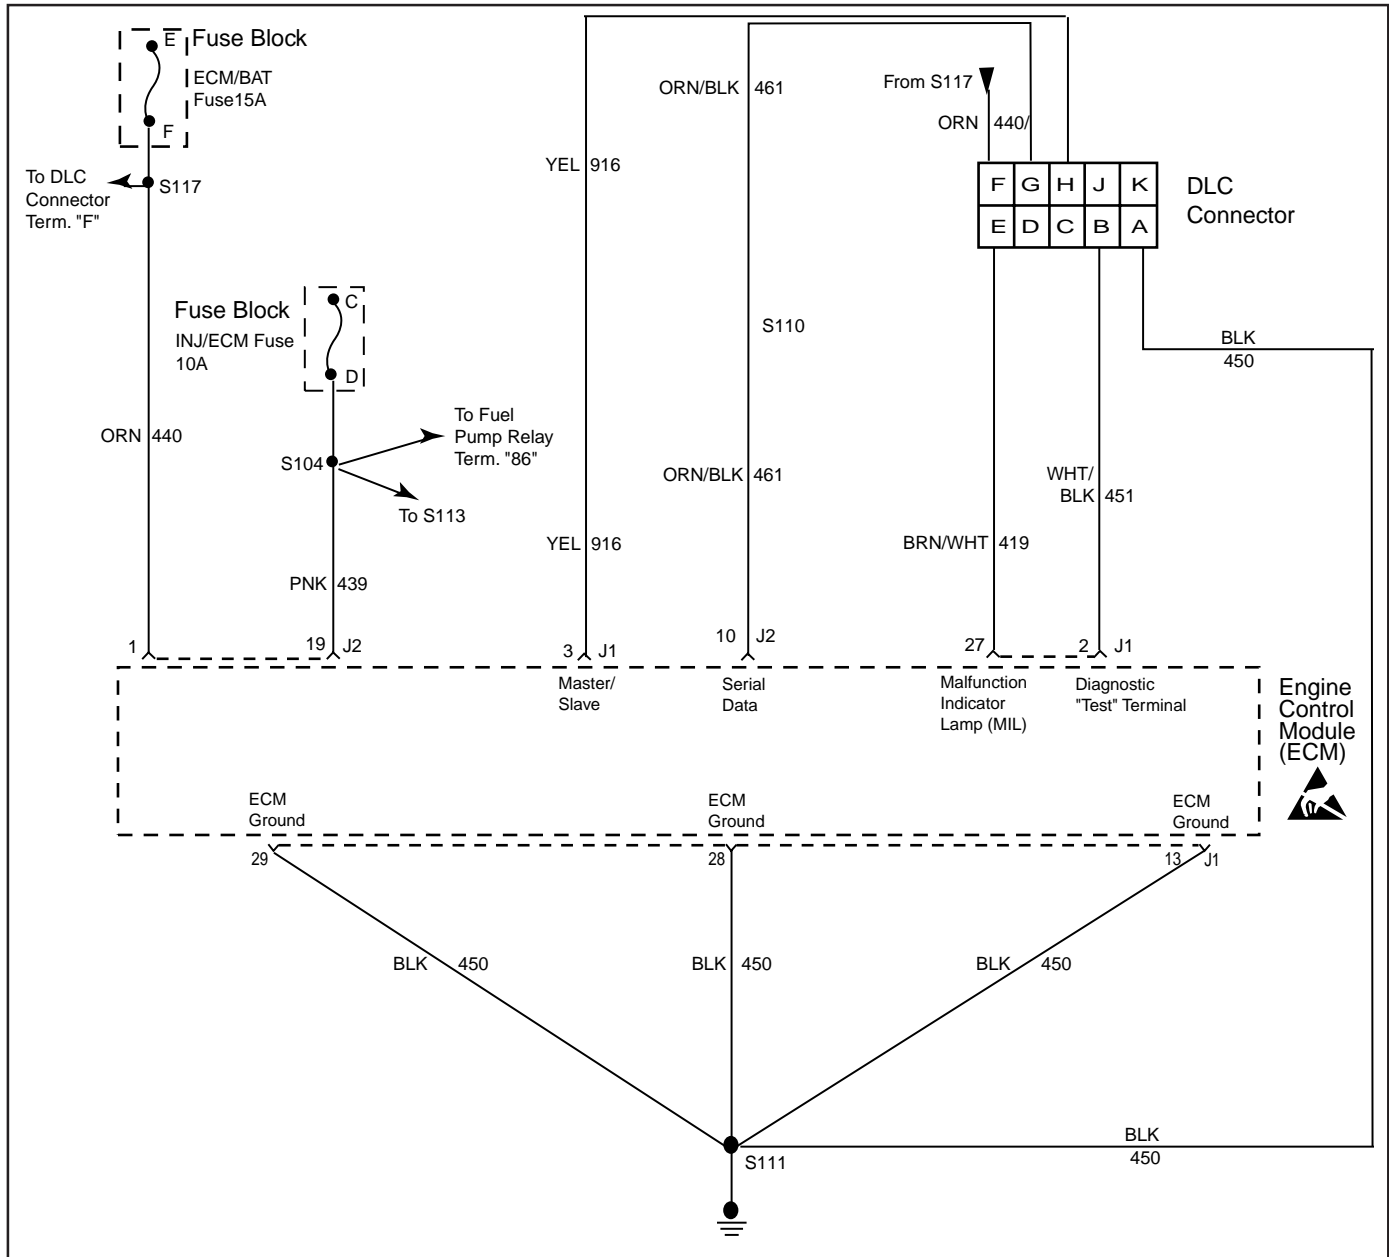 E
Fuse Block
ECM/BAT
Fuse15A
F
To DLC
Connector
Term. "F"
S117
ORN 440
Fuse Block
INJ/ECM Fuse
10A
C
D
S104
To Fuel
Pump Relay
Term. "86"
To S113
PNK 439
YEL 916
YEL 916
ORN/BLK 461
S110
ORN/BLK 461
From S117
ORN 440/
F G H J K
E D C B A
DLC
Connector
BLK
450
WHT/
BLK 451
BRN/WHT 419
1
19 J2
3 J1
10 J2
27
2 J1
Master/
Slave
Serial
Data
Malfunction
Indicator
Lamp (MIL)
Diagnostic
"Test" Terminal
Engine
Control
Module
(ECM)
ECM
Ground
ECM
Ground
ECM
Ground
29
28
13 J1
BLK 450
BLK 450
BLK 450
BLK
450
S111